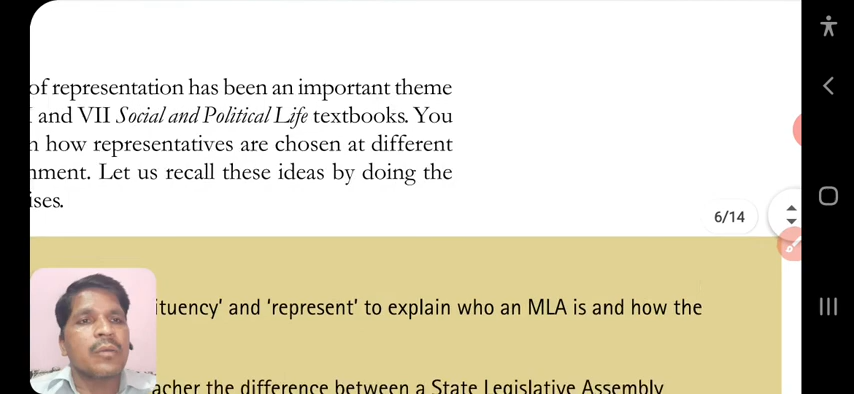 of representation has been an important theme
and VII Social and Political Life textbooks. You
how representatives are chosen at different
nment. Let us recall these ideas by doing the
ises.
6/14
ituency’ and ‘represent’ to explain who an MLA is and how the
acher the difference between a State Legislative Assembly